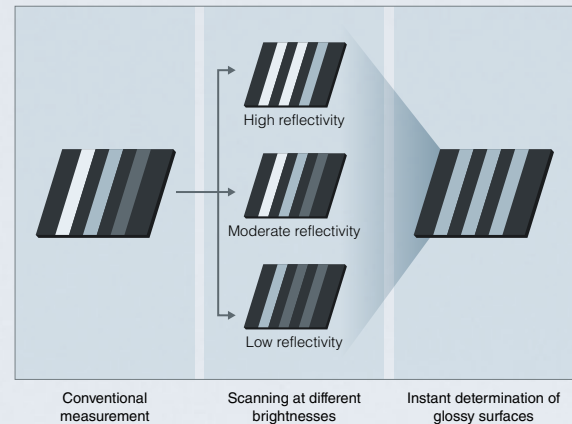 High reflectivity
Moderate reflectivity
Low reflectivity
Conventional
measurement
Scanning at different
brightnesses
Instant determination of
glossy surfaces